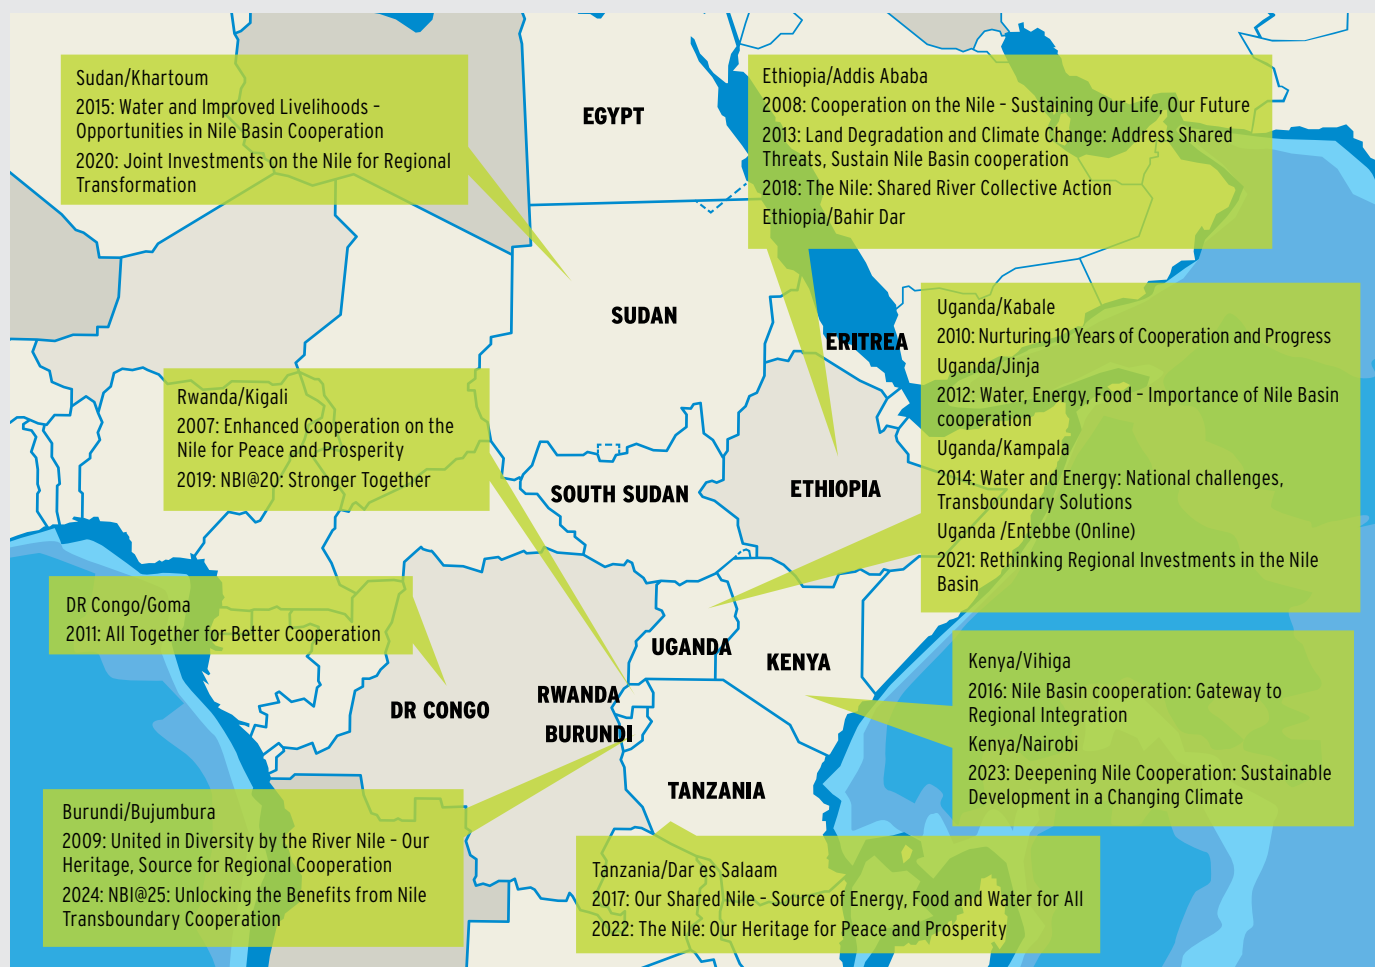 Sudan/Khartoum
2015: Water and Improved Livelihoods -
Opportunities in Nile Basin Cooperation
2020: Joint Investments on the Nile for Regional
Transformation
Ethiopia/Addis Ababa
2008: Cooperation on the Nile - Sustaining Our Life, Our Future
2013: Land Degradation and Climate Change: Address Shared
Threats, Sustain Nile Basin cooperation
2018: The Nile: Shared River Collective Action
Ethiopia/Bahir Dar
EGYPT
SUDAN
ERITREA
Uganda/Kabale
2010: Nurturing 10 Years of Cooperation and Progress
Uganda/Jinja
2012: Water, Energy, Food - Importance of Nile Basin
cooperation
Uganda/Kampala
2014: Water and Energy: National challenges,
Transboundary Solutions
Uganda /Entebbe (Online)
2021: Rethinking Regional Investments in the Nile
Basin
Rwanda/Kigali
2007: Enhanced Cooperation on the
Nile for Peace and Prosperity
2019: NBI@20: Stronger Together
SOUTH SUDAN
ETHIOPIA
DR Congo/Goma
2011: All Together for Better Cooperation
UGANDA
KENYA
RWANDA
DR CONGO
BURUNDI
TANZANIA
Kenya/Vihiga
2016: Nile Basin cooperation: Gateway to
Regional Integration
Kenya/Nairobi
2023: Deepening Nile Cooperation: Sustainable
Development in a Changing Climate
Burundi/Bujumbura
2009: United in Diversity by the River Nile - Our
Heritage, Source for Regional Cooperation
2024: NBI@25: Unlocking the Benefits from Nile
Transboundary Cooperation
Tanzania/Dar es Salaam
2017: Our Shared Nile - Source of Energy, Food and Water for All
2022: The Nile: Our Heritage for Peace and Prosperity